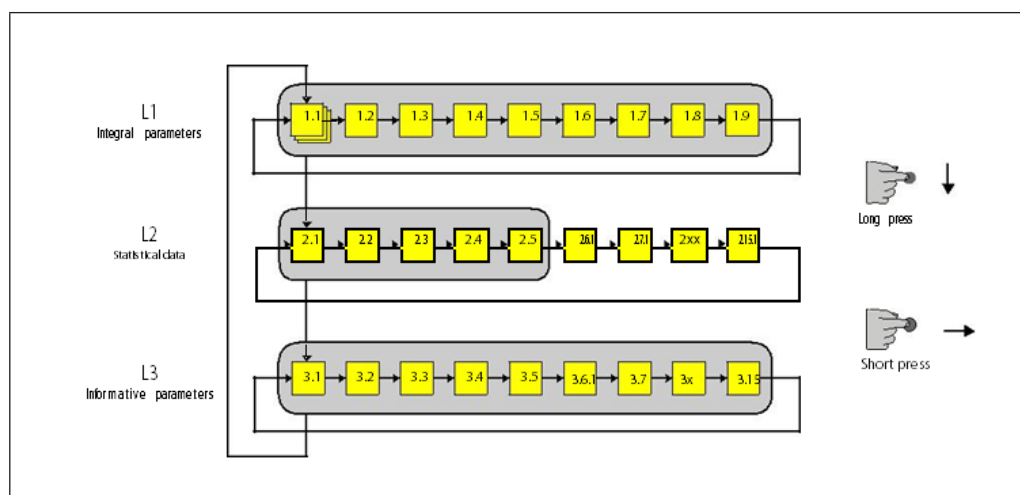 L1
Integral parameters
1.1 1.2 1.3 1.4 1.5 1.6 1.7 1.8 1.9
Long press
L2
Statistical data
2.1 2.2 2.3 2.4 2.5 2.6.1 2.7.1 2xx 2.15.1
Short press
L3
Informative parameters
3.1 3.2 3.3 3.4 3.5 3.6.1 3.7 3x 3.15